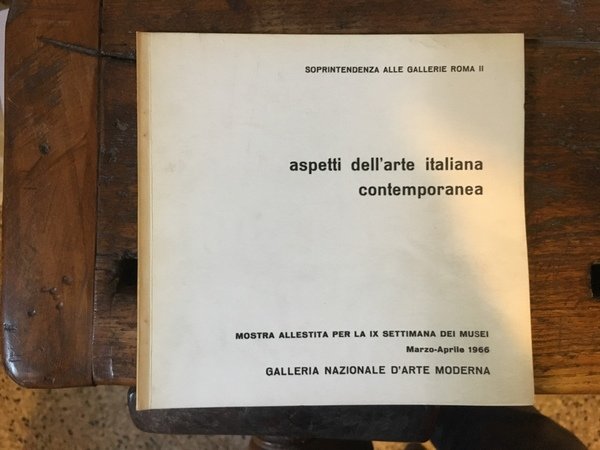 SOPRINTENDENZA ALLE GALLERIE ROMA II
aspetti dell'arte italiana
contemporanea
MOSTRA ALLESTITA PER LA IX SETTIMANA DEI MUSEI
Marzo-Aprile 1966
GALLERIA NAZIONALE D'ARTE MODERNA